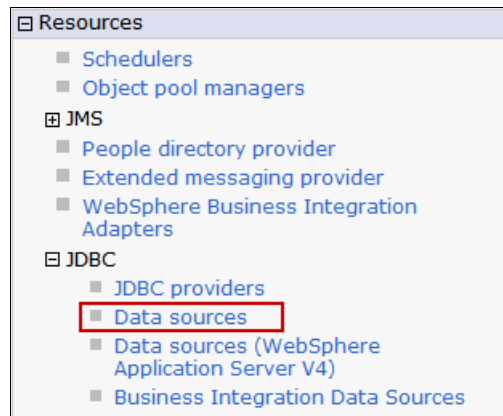 Resources
Schedulers
Object pool managers
JMS
People directory provider
Extended messaging provider
WebSphere Business Integration
Adapters
JDBC
JDBC providers
Data sources
Data sources (WebSphere
Application Server V4)
Business Integration Data Sources